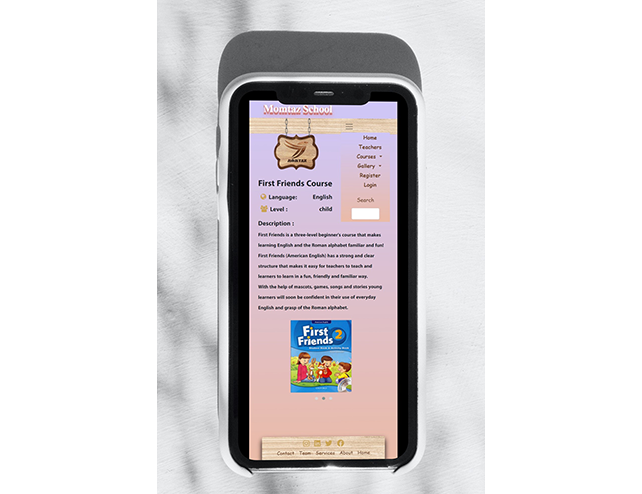 Momtaz School
Home
Teachers
Courses
Gallery
Register
Login
Search
First Friends Course
Language: English
Level : child
Description :
First Friends is a three-level beginner's course that makes
learning English and the Roman alphabet familiar and fun!
First Friends (American English) has a strong and clear
structure that makes it easy for teachers to teach and
learners to learn in a fun, friendly and familiar way.
With the help of mascots, games, songs and stories young
learners will soon be confident in their use of everyday
English and grasp of the Roman alphabet.
First
Friends 2
Contact Team Services About Home